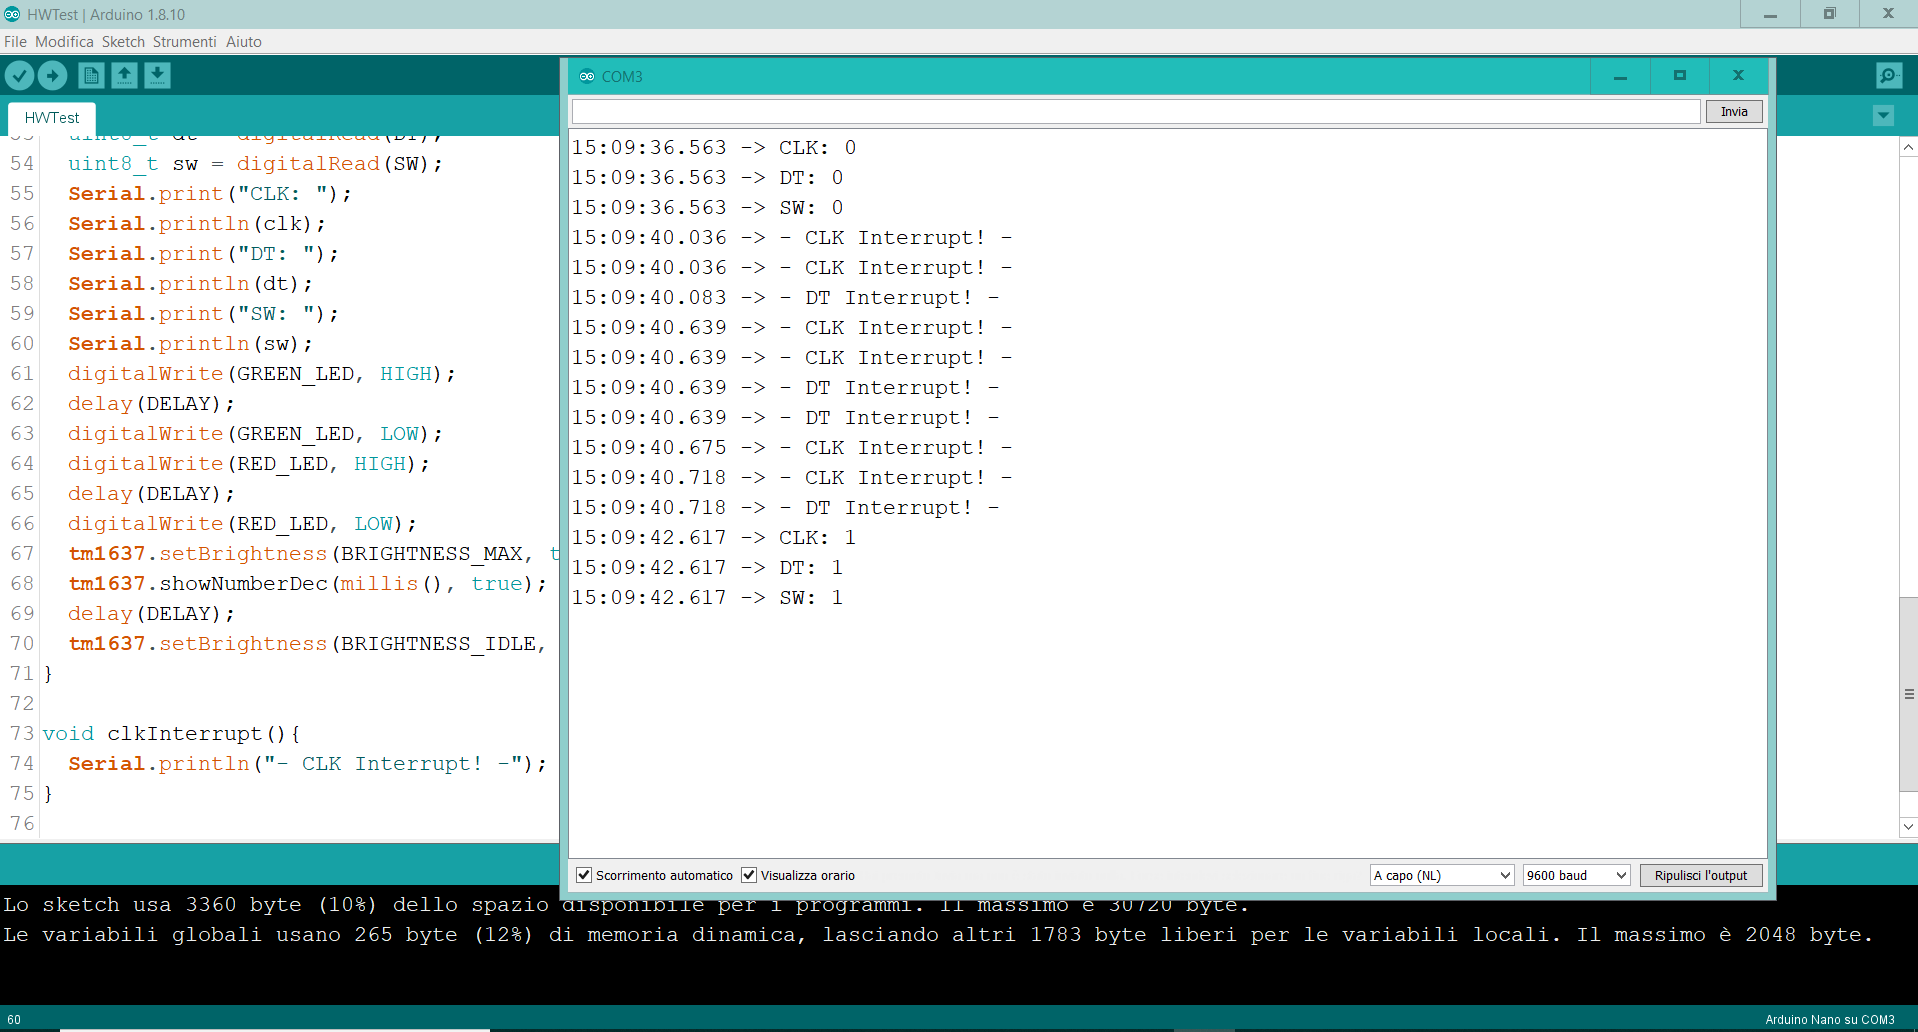 HWTest | Arduino 1.8.10
File Modifica Sketch Strumenti Aiuto
HWTest
54 uint8_t sw = digitalRead(SW);
55 Serial.print("CLK: ");
56 Serial.println(clk);
57 Serial.print("DT: ");
58 Serial.println(dt);
59 Serial.print("SW: ");
60 Serial.println(sw);
61 digitalWrite(GREEN_LED, HIGH);
62 delay(DELAY);
63 digitalWrite(GREEN_LED, LOW);
64 digitalWrite(RED_LED, HIGH);
65 delay(DELAY);
66 digitalWrite(RED_LED, LOW);
67 tm1637.setBrightness(BRIGHTNESS_MAX, t
68 tm1637.showNumberDec(millis(), true);
69 delay(DELAY);
70 tm1637.setBrightness(BRIGHTNESS_IDLE,
71 }
72
73 void clkInterrupt(){
74 Serial.println("- CLK Interrupt! -");
75 }
76
COM3
Invia
15:09:36.563 -> CLK: 0
15:09:36.563 -> DT: 0
15:09:36.563 -> SW: 0
15:09:40.036 -> - CLK Interrupt! -
15:09:40.036 -> - CLK Interrupt! -
15:09:40.083 -> - DT Interrupt! -
15:09:40.639 -> - CLK Interrupt! -
15:09:40.639 -> - CLK Interrupt! -
15:09:40.639 -> - DT Interrupt! -
15:09:40.639 -> - DT Interrupt! -
15:09:40.675 -> - CLK Interrupt! -
15:09:40.718 -> - CLK Interrupt! -
15:09:40.718 -> - DT Interrupt! -
15:09:42.617 -> CLK: 1
15:09:42.617 -> DT: 1
15:09:42.617 -> SW: 1
Scorrimento automatico Visualizza orario A capo (NL) 9600 baud Ripulisci l'output
Lo sketch usa 3360 byte (10%) dello spazio disponibile per i programmi. Il massimo è 30720 byte.
Le variabili globali usano 265 byte (12%) di memoria dinamica, lasciando altri 1783 byte liberi per le variabili locali. Il massimo è 2048 byte.
60 Arduino Nano su COM3